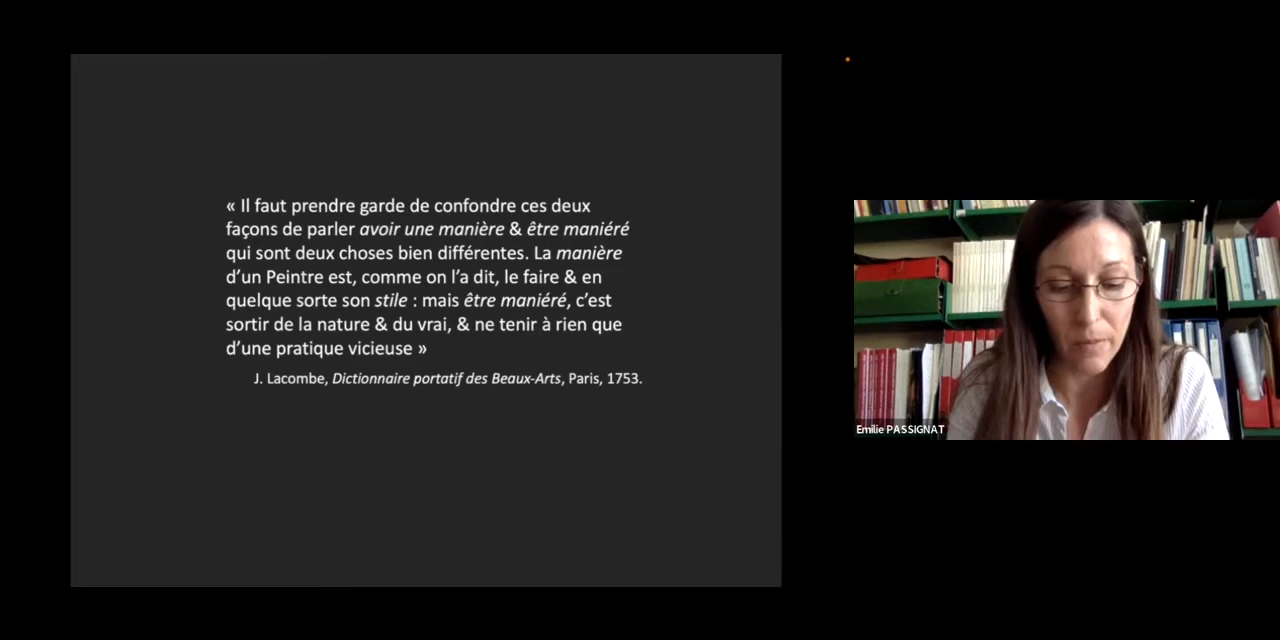 « Il faut prendre garde de confondre ces deux
façons de parler avoir une manière & être maniéré
qui sont deux choses bien différentes. La manière
d’un Peintre est, comme on l’a dit, le faire & en
quelque sorte son stile : mais être maniéré, c’est
sortir de la nature & du vrai, & ne tenir à rien que
d’une pratique vicieuse »
J. Lacombe, Dictionnaire portatif des Beaux-Arts, Paris, 1753.
Emilie PASSIGNAT